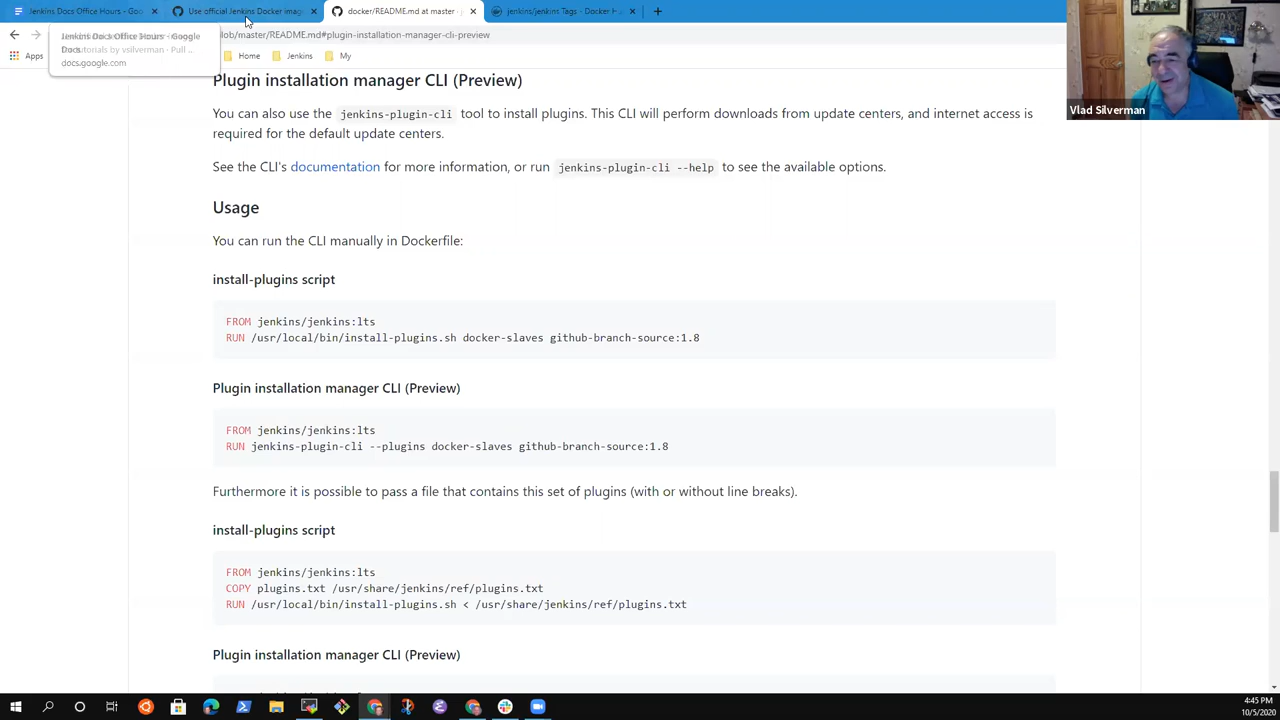 Jenkins Docs Office Hours - Goo
Use official Jenkins Docker imag
docker/README.md at master ·
jenkins/jenkins Tags - Docker H
lob/master/README.md#plugin-installation-manager-cli-preview
Apps
Home
Jenkins
My
Jenkins Docs Office Hours - Google
Docs
tutorials by vsilverman · Pull ...
docs.google.com
Vlad Silverman
Plugin installation manager CLI (Preview)
You can also use the jenkins-plugin-cli tool to install plugins. This CLI will perform downloads from update centers, and internet access is
required for the default update centers.
See the CLI's documentation for more information, or run jenkins-plugin-cli --help to see the available options.
Usage
You can run the CLI manually in Dockerfile:
install-plugins script
FROM jenkins/jenkins:lts
RUN /usr/local/bin/install-plugins.sh docker-slaves github-branch-source:1.8
Plugin installation manager CLI (Preview)
FROM jenkins/jenkins:lts
RUN jenkins-plugin-cli --plugins docker-slaves github-branch-source:1.8
Furthermore it is possible to pass a file that contains this set of plugins (with or without line breaks).
install-plugins script
FROM jenkins/jenkins:lts
COPY plugins.txt /usr/share/jenkins/ref/plugins.txt
RUN /usr/local/bin/install-plugins.sh < /usr/share/jenkins/ref/plugins.txt
Plugin installation manager CLI (Preview)
4:45 PM
10/5/2020